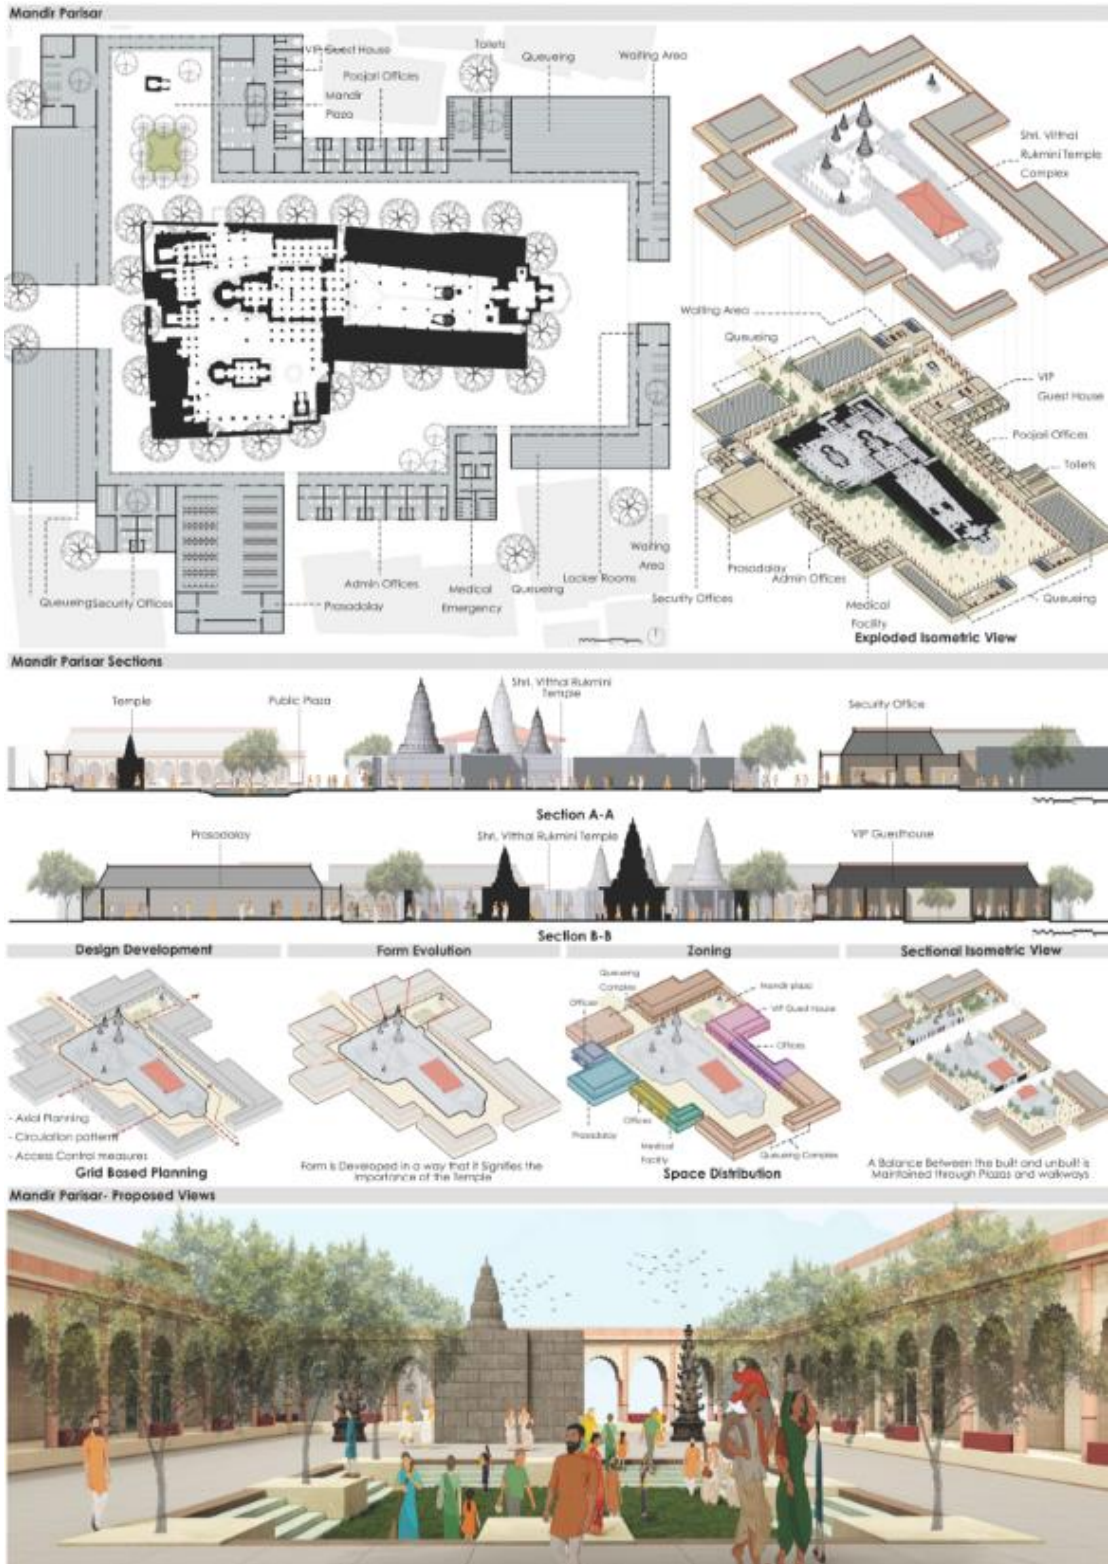 Mandir Parisar
VIP Guest House
Poojari Offices
Mandir
Plaza
Toilets
Queueing
Waiting Area
Queueing
Security Offices
Prasadalay
Admin Offices
Medical
Emergency
Queueing
Locker Rooms
Waiting
Area
Shri. Vitthal
Rukmini Temple
Complex
Waiting Area
Queueing
VIP
Guest House
Poojari Offices
Toilets
Prasadalay
Admin Offices
Security Offices
Medical
Facility
Queueing
Exploded Isometric View
Mandir Parisar Sections
Temple
Public Plaza
Shri. Vitthal Rukmini
Temple
Security Office
Section A-A
Prasadalay
Shri. Vitthal Rukmini Temple
VIP Guesthouse
Section B-B
Design Development
- Axial Planning
- Circulation patterns
- Access Control measures
Grid Based Planning
Form Evolution
Form is Developed in a way that it Signifies the
Importance of the Temple
Zoning
Queueing
Complex
Offices
Mandir plaza
VIP Guest House
Offices
Prasadalay
Offices
Medical
Facility
Queueing Complex
Space Distribution
Sectional Isometric View
A Balance Between the built and unbuilt is
Maintained through Plazas and walkways
Mandir Parisar- Proposed Views